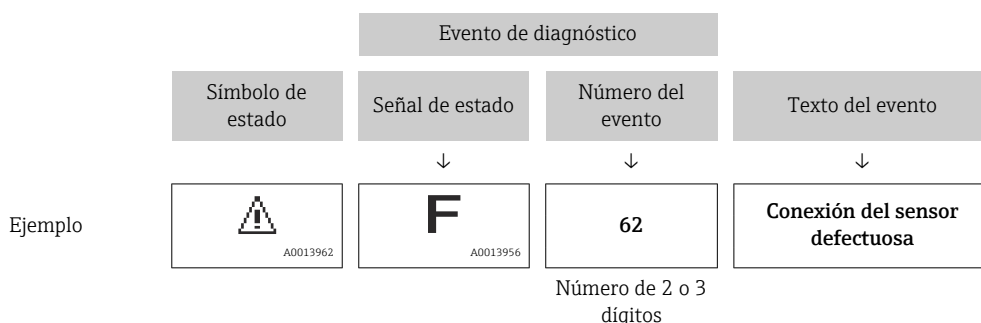 Evento de diagnóstico
Símbolo de
estado
Señal de estado
Número del
evento
Texto del evento
↓
↓
↓
Ejemplo
⚠
A0013962
F
A0013956
62
Conexión del sensor
defectuosa
Número de 2 o 3
dígitos